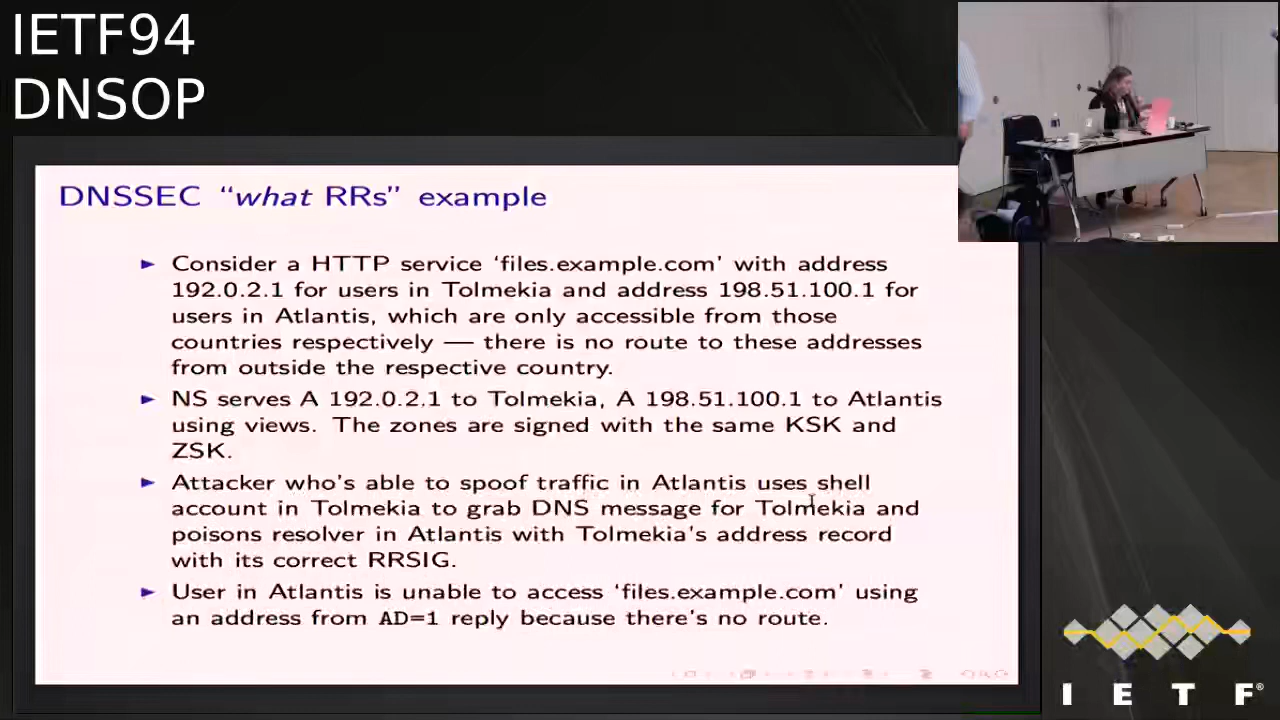 IETF94
DNSOP
DNSSEC “what RRs” example
► Consider a HTTP service ‘files.example.com’ with address
192.0.2.1 for users in Tolmekia and address 198.51.100.1 for
users in Atlantis, which are only accessible from those
countries respectively — there is no route to these addresses
from outside the respective country.
► NS serves A 192.0.2.1 to Tolmekia, A 198.51.100.1 to Atlantis
using views. The zones are signed with the same KSK and
ZSK.
► Attacker who’s able to spoof traffic in Atlantis uses shell
account in Tolmekia to grab DNS message for Tolmekia and
poisons resolver in Atlantis with Tolmekia’s address record
with its correct RRSIG.
► User in Atlantis is unable to access ‘files.example.com’ using
an address from AD=1 reply because there’s no route.
I E T F®